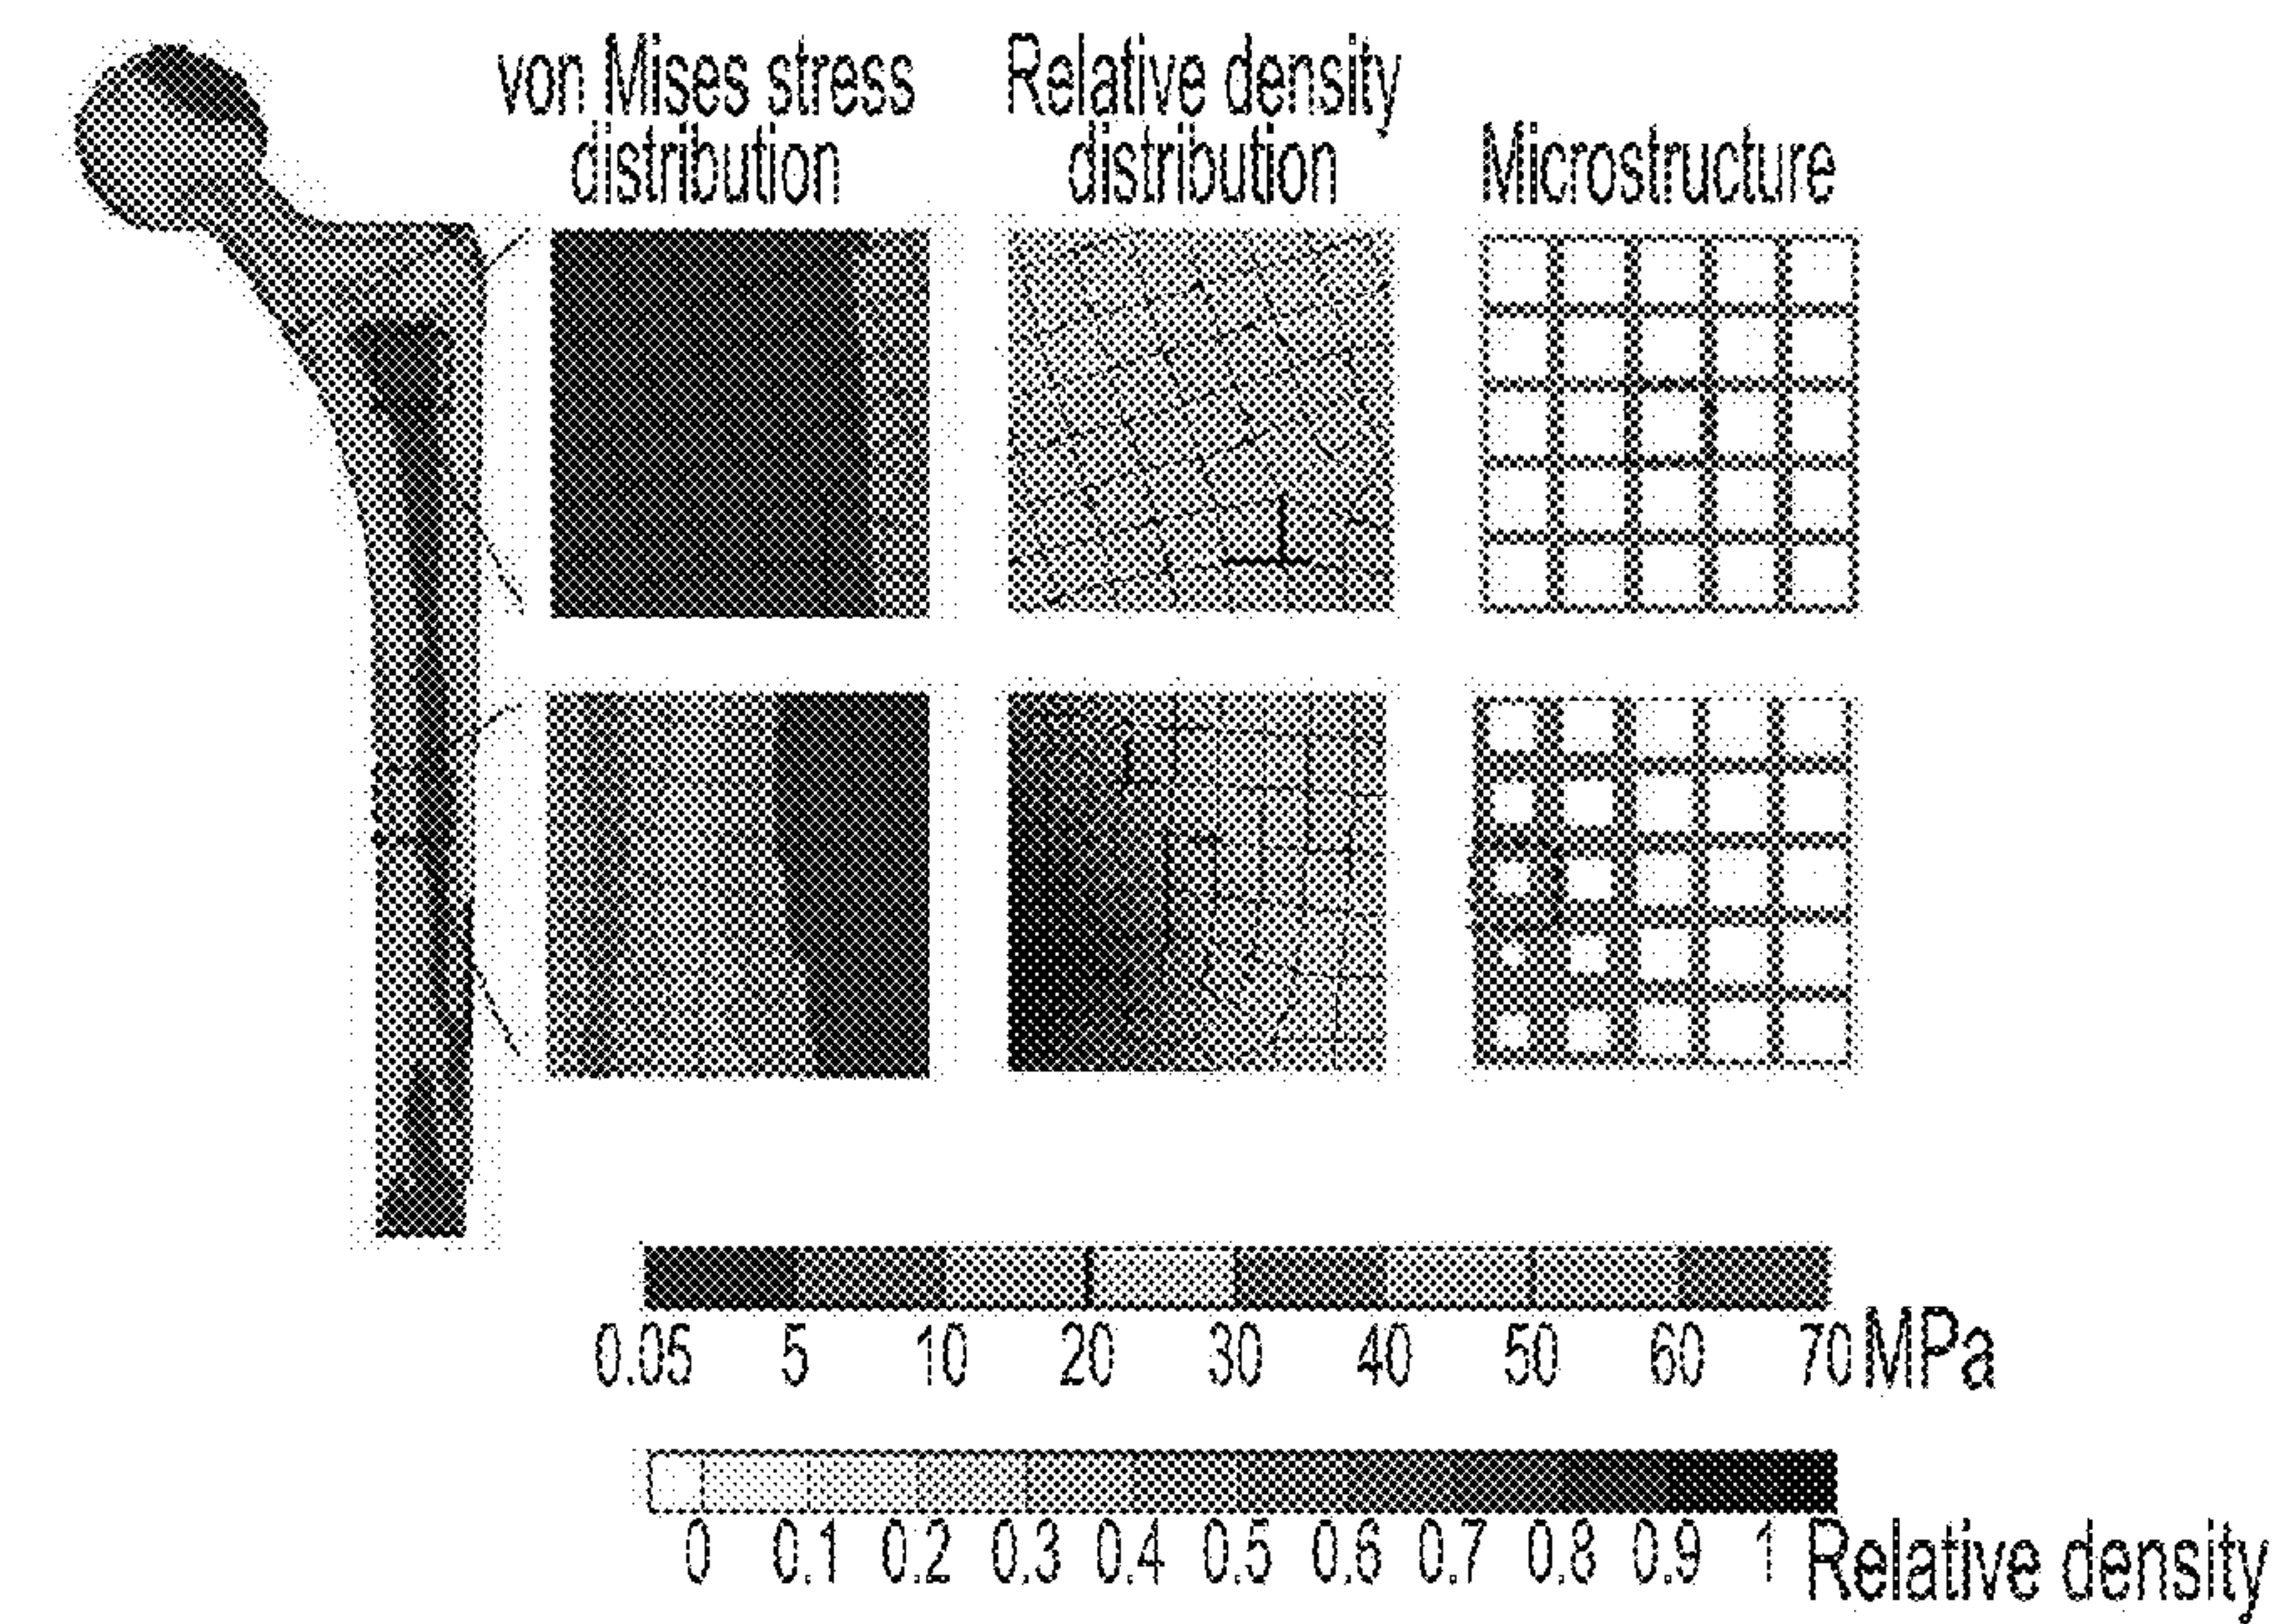 von Mises stress
distribution
Relative density
distribution
Microstructure
0.05 5 10 20 30 40 50 60 70 MPa
0 0.1 0.2 0.3 0.4 0.5 0.6 0.7 0.8 0.9 1 Relative density